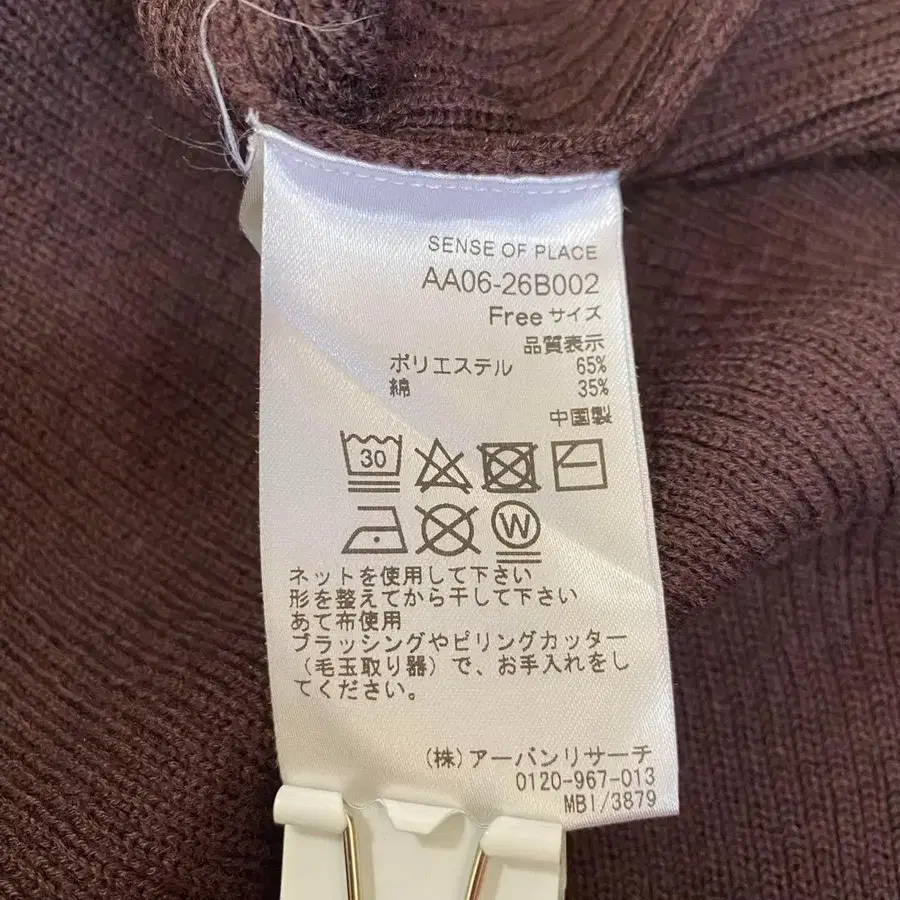 SENSE OF PLACE
AA06-26B002
Freeサイズ
品質表示
ポリエステル 65%
綿 35%
中国製
30
W
ネットを使用して下さい
形を整えてから干して下さい
あて布使用
ブラッシングやピリングカッター
(毛玉取り器)で、お手入れをし
てください。
(株)アーバンリサーチ
0120-967-013
MBI/3879